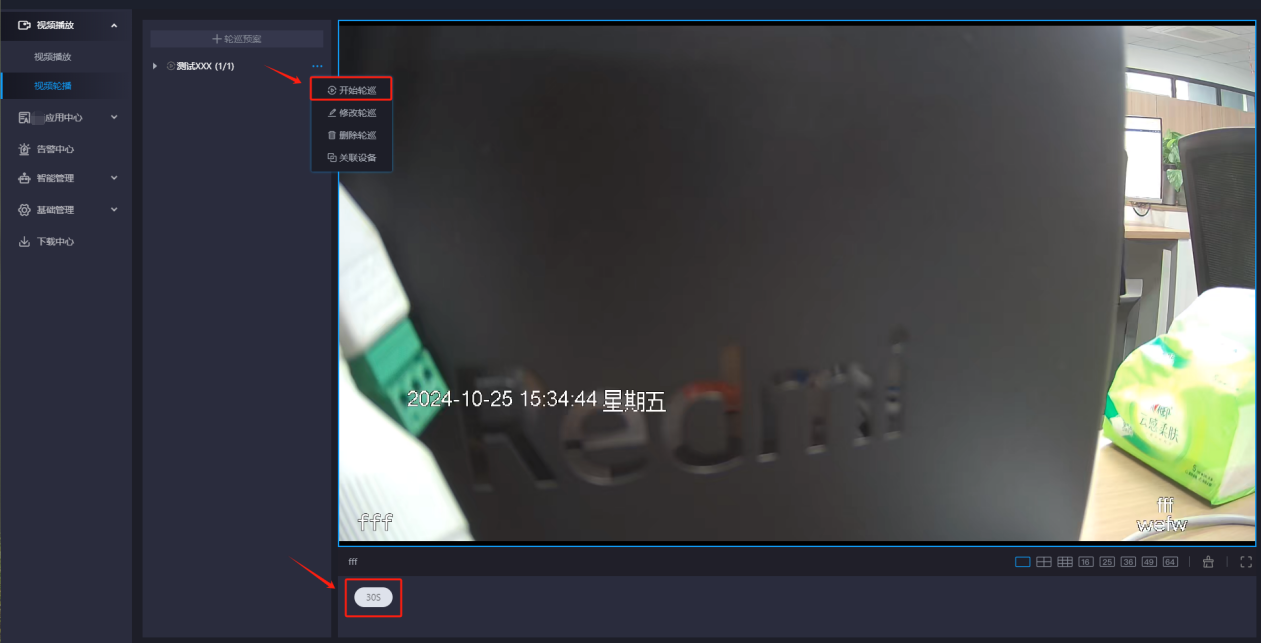 视频播放
视频播放
视频轮播
应用中心
告警中心
智能管理
基础管理
下载中心
轮巡预案
测试XXX (1/1)
开始轮巡
修改轮巡
删除轮巡
关联设备
Redmi
2024-10-25 15:34:44 星期五
云感柔肤
fff
fff
wefw
fff
16 25 36 49 64
30S